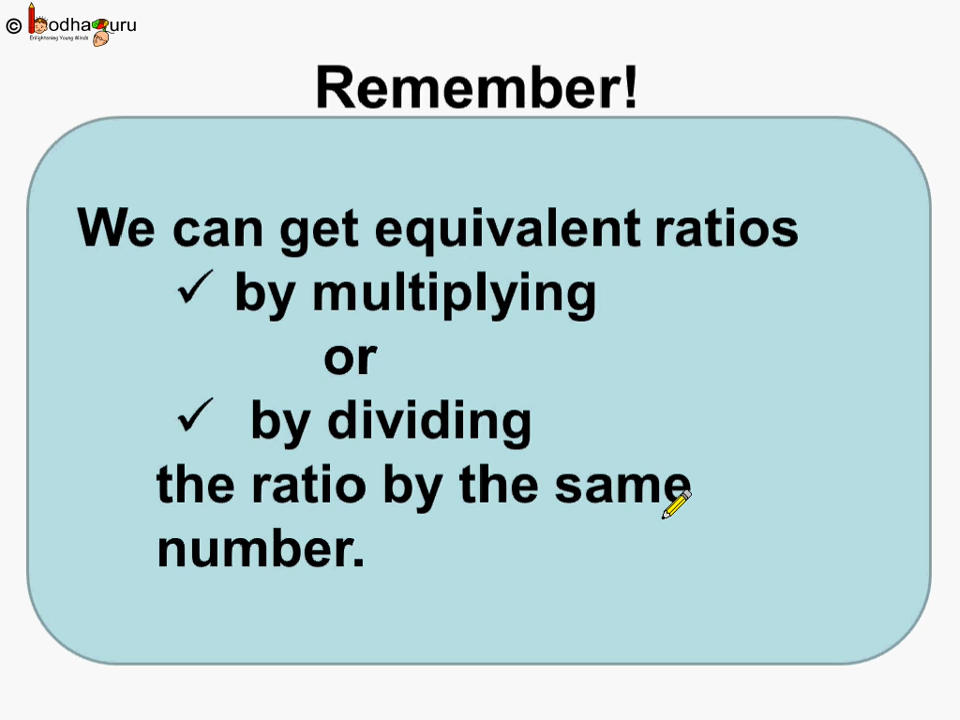 © BodhaGuru
Enlightening Young Minds
Remember!
We can get equivalent ratios
✓ by multiplying
or
✓ by dividing
the ratio by the same
number.